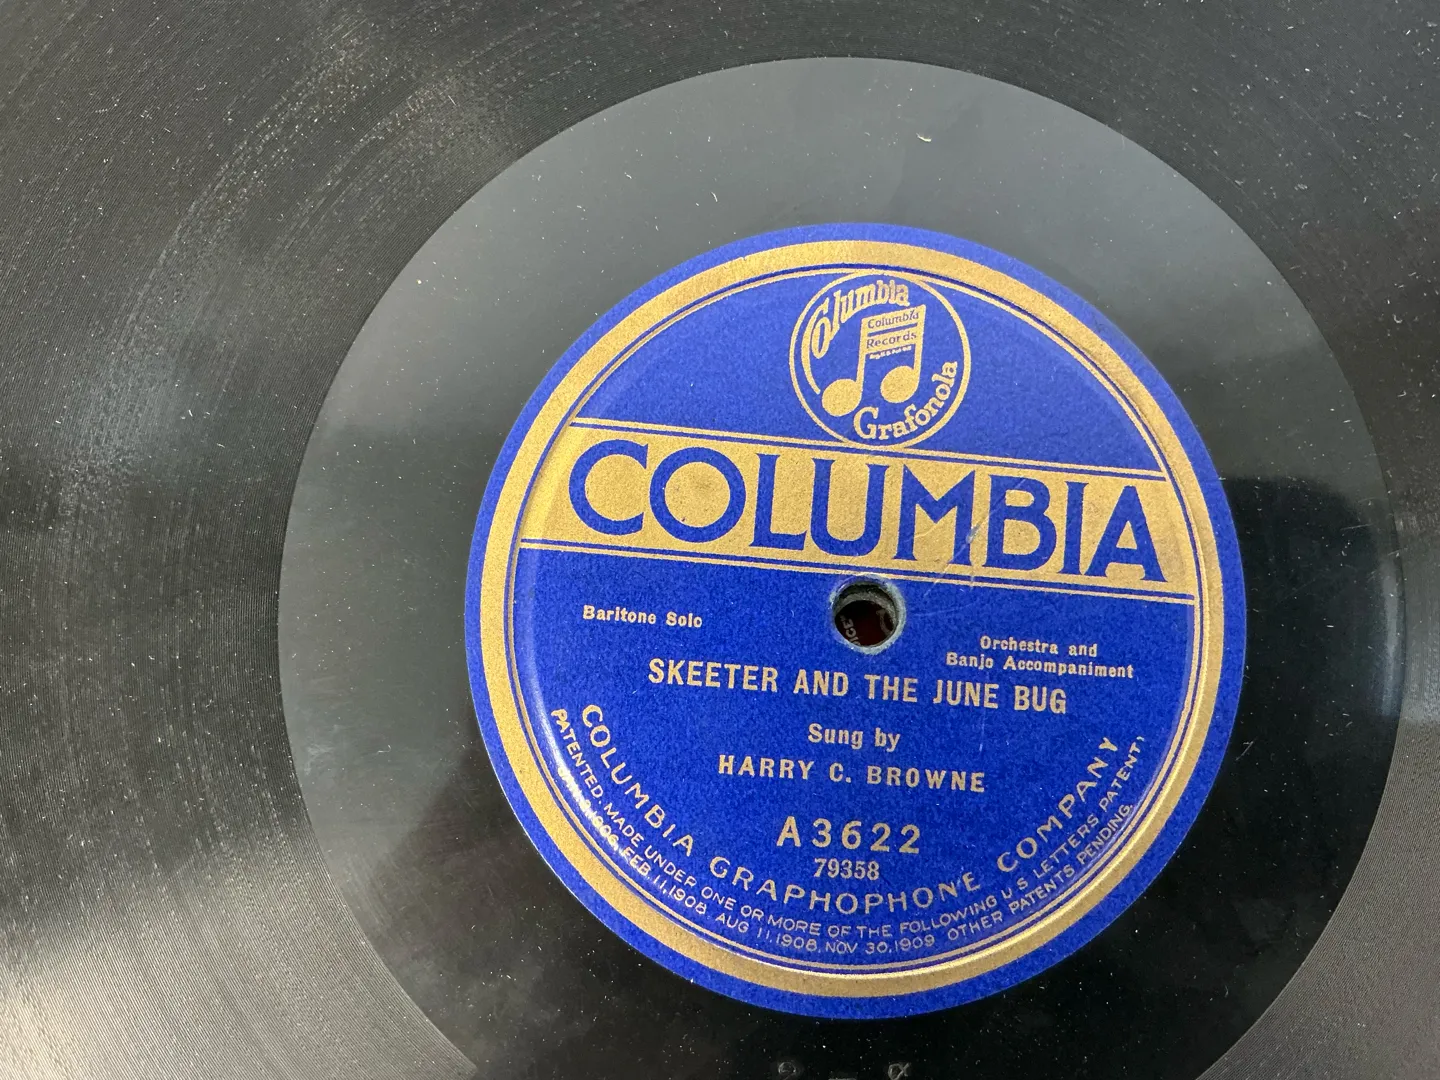 Columbia
Columbia
Records
Grafonola
COLUMBIA
Baritone Solo
Orchestra and
Banjo Accompaniment
SKEETER AND THE JUNE BUG
Sung by
HARRY C. BROWNE
A3622
79358
COLUMBIA GRAPHOPHONE COMPANY
PATENTED. MADE UNDER ONE OR MORE OF THE FOLLOWING U.S. LETTERS PATENT,
FEB. 11, 1908, AUG 11, 1908, NOV 30, 1909. OTHER PATENTS PENDING.